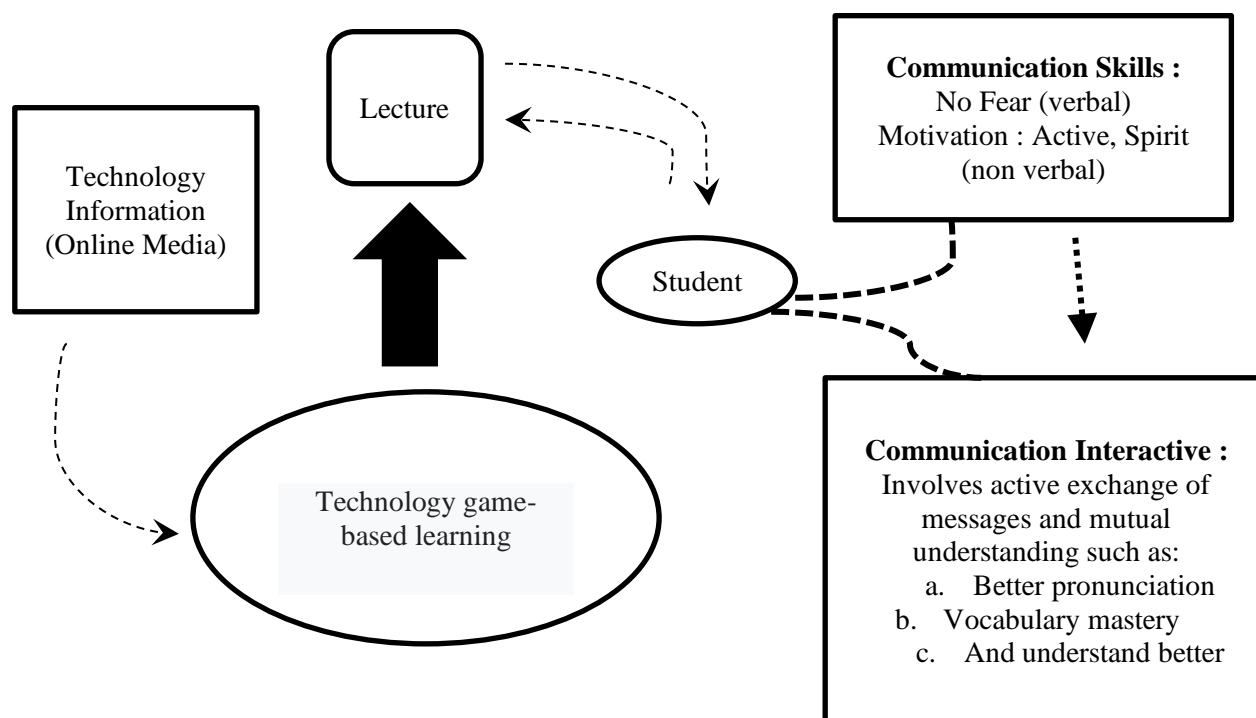 Lecture
Technology
Information
(Online Media)
Student
Technology game-
based learning
Communication Skills :
No Fear (verbal)
Motivation : Active, Spirit
(non verbal)
Communication Interactive :
Involves active exchange of
messages and mutual
understanding such as:
a. Better pronunciation
b. Vocabulary mastery
c. And understand better